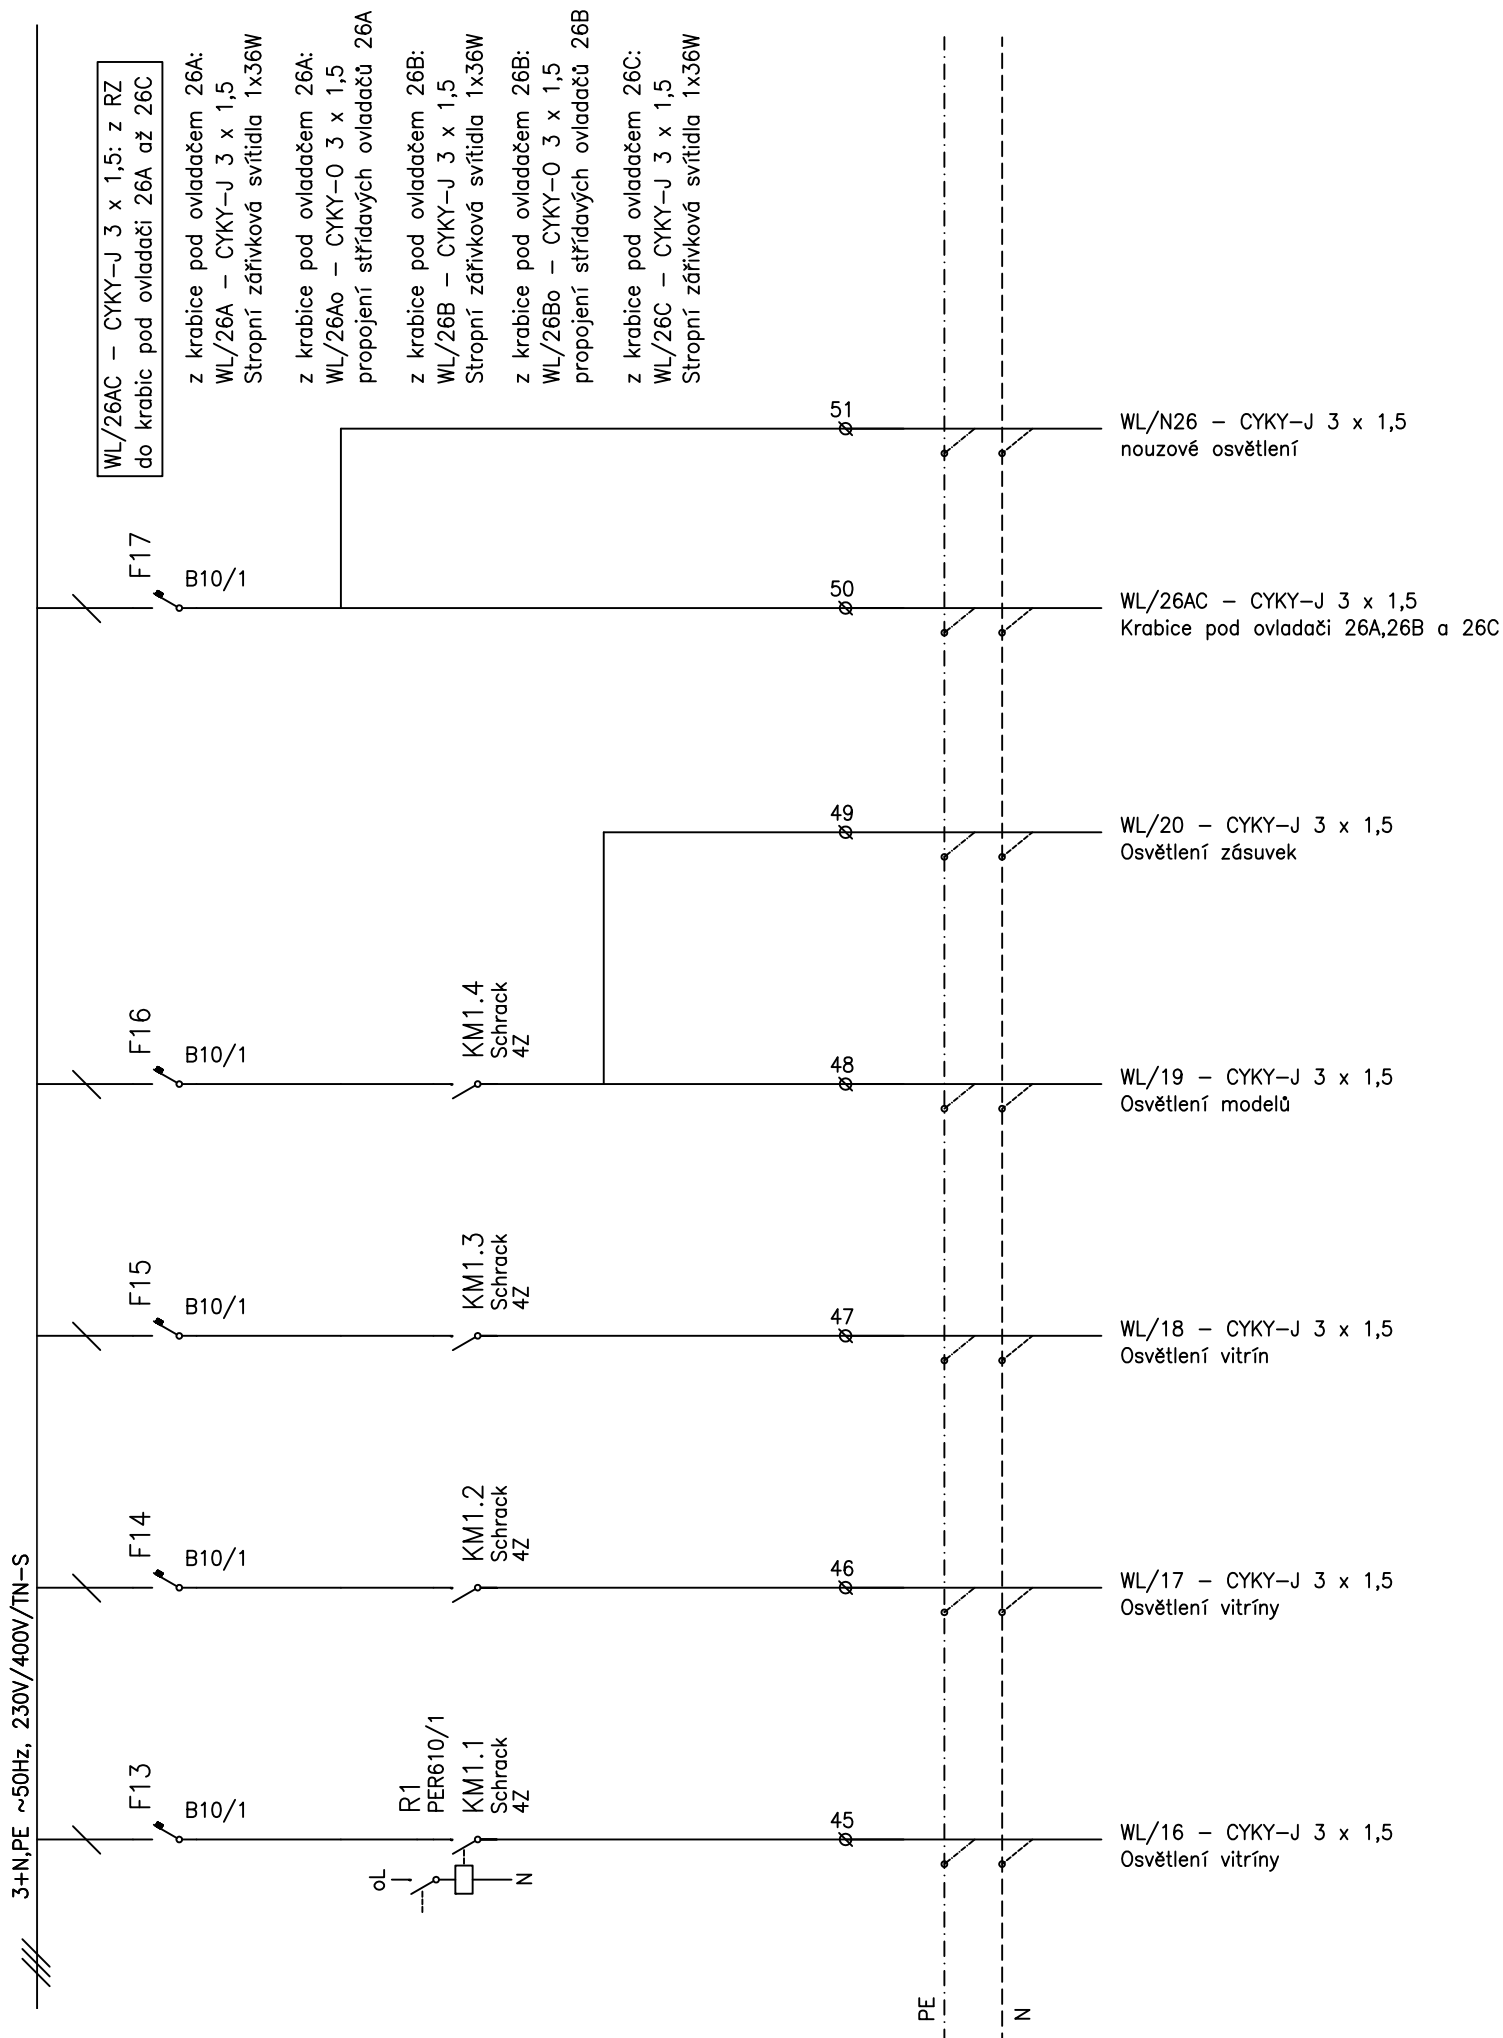 3+N,PE ~50Hz, 230V/400V/TN-S
WL/26AC - CYKY-J 3 x 1,5: z RZ
do krabic pod ovladači 26A až 26C
z krabice pod ovladačem 26A:
WL/26A - CYKY-J 3 x 1,5
Stropní zářivková svítidla 1x36W
z krabice pod ovladačem 26A:
WL/26Ao - CYKY-O 3 x 1,5
propojení střídavých ovladačů 26A
z krabice pod ovladačem 26B:
WL/26B - CYKY-J 3 x 1,5
Stropní zářivková svítidla 1x36W
z krabice pod ovladačem 26B:
WL/26Bo - CYKY-O 3 x 1,5
propojení střídavých ovladačů 26B
z krabice pod ovladačem 26C:
WL/26C - CYKY-J 3 x 1,5
Stropní zářivková svítidla 1x36W
51
WL/N26 - CYKY-J 3 x 1,5
nouzové osvětlení
F17
B10/1
50
WL/26AC - CYKY-J 3 x 1,5
Krabice pod ovladači 26A,26B a 26C
49
WL/20 - CYKY-J 3 x 1,5
Osvětlení zásuvek
F16
B10/1
KM1.4
Schrack
4Z
48
WL/19 - CYKY-J 3 x 1,5
Osvětlení modelů
F15
B10/1
KM1.3
Schrack
4Z
47
WL/18 - CYKY-J 3 x 1,5
Osvětlení vitrín
F14
B10/1
KM1.2
Schrack
4Z
46
WL/17 - CYKY-J 3 x 1,5
Osvětlení vitríny
F13
B10/1
R1
PER610/1
KM1.1
Schrack
4Z
oL
N
45
WL/16 - CYKY-J 3 x 1,5
Osvětlení vitríny
PE
N